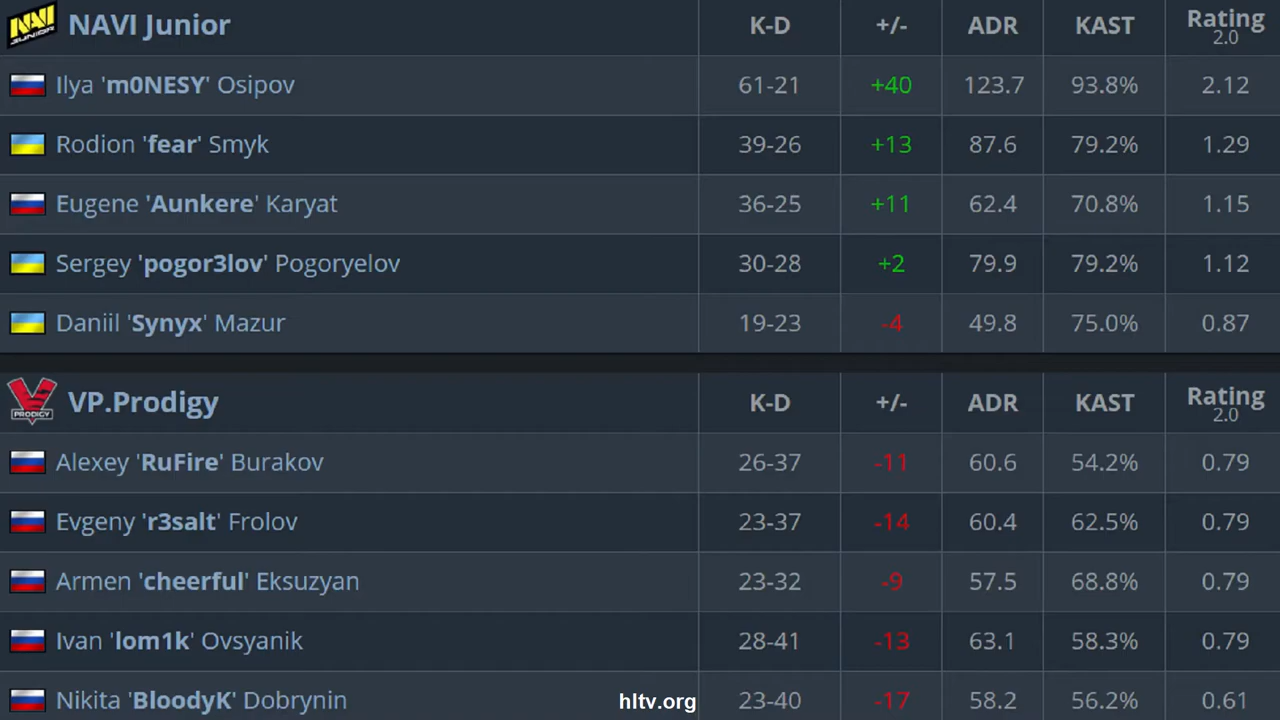 NAVI JUNIOR NAVI Junior K-D +/- ADR KAST Rating 2.0
Ilya 'm0NESY' Osipov 61-21 +40 123.7 93.8% 2.12
Rodion 'fear' Smyk 39-26 +13 87.6 79.2% 1.29
Eugene 'Aunkere' Karyat 36-25 +11 62.4 70.8% 1.15
Sergey 'pogor3lov' Pogoryelov 30-28 +2 79.9 79.2% 1.12
Daniil 'Synyx' Mazur 19-23 -4 49.8 75.0% 0.87
PRODIGY VP.Prodigy K-D +/- ADR KAST Rating 2.0
Alexey 'RuFire' Burakov 26-37 -11 60.6 54.2% 0.79
Evgeny 'r3salt' Frolov 23-37 -14 60.4 62.5% 0.79
Armen 'cheerful' Eksuzyan 23-32 -9 57.5 68.8% 0.79
Ivan 'lom1k' Ovsyanik 28-41 -13 63.1 58.3% 0.79
Nikita 'BloodyK' Dobrynin hltv.org 23-40 -17 58.2 56.2% 0.61